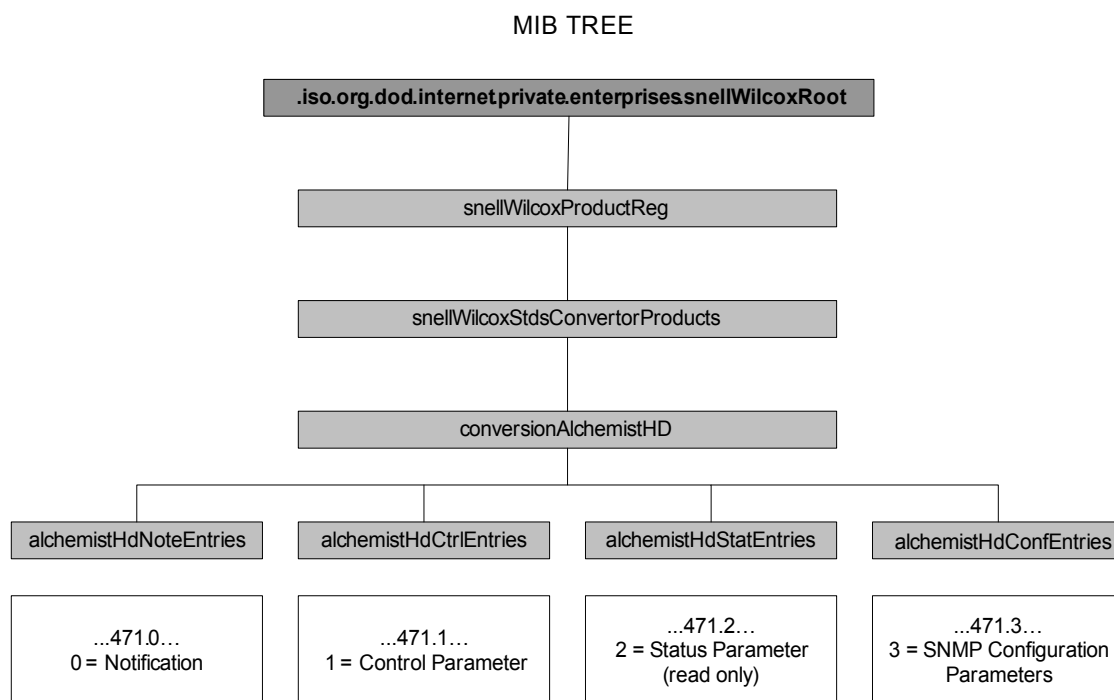 MIB TREE
.iso.org.dod.internet.private.enterprises.snellWilcoxRoot
snellWilcoxProductReg
snellWilcoxStdsConvertorProducts
conversionAlchemistHD
alchemistHdNoteEntries
alchemistHdCtrlEntries
alchemistHdStatEntries
alchemistHdConfEntries
...471.0...
0 = Notification
...471.1...
1 = Control Parameter
...471.2...
2 = Status Parameter
(read only)
...471.3...
3 = SNMP Configuration
Parameters